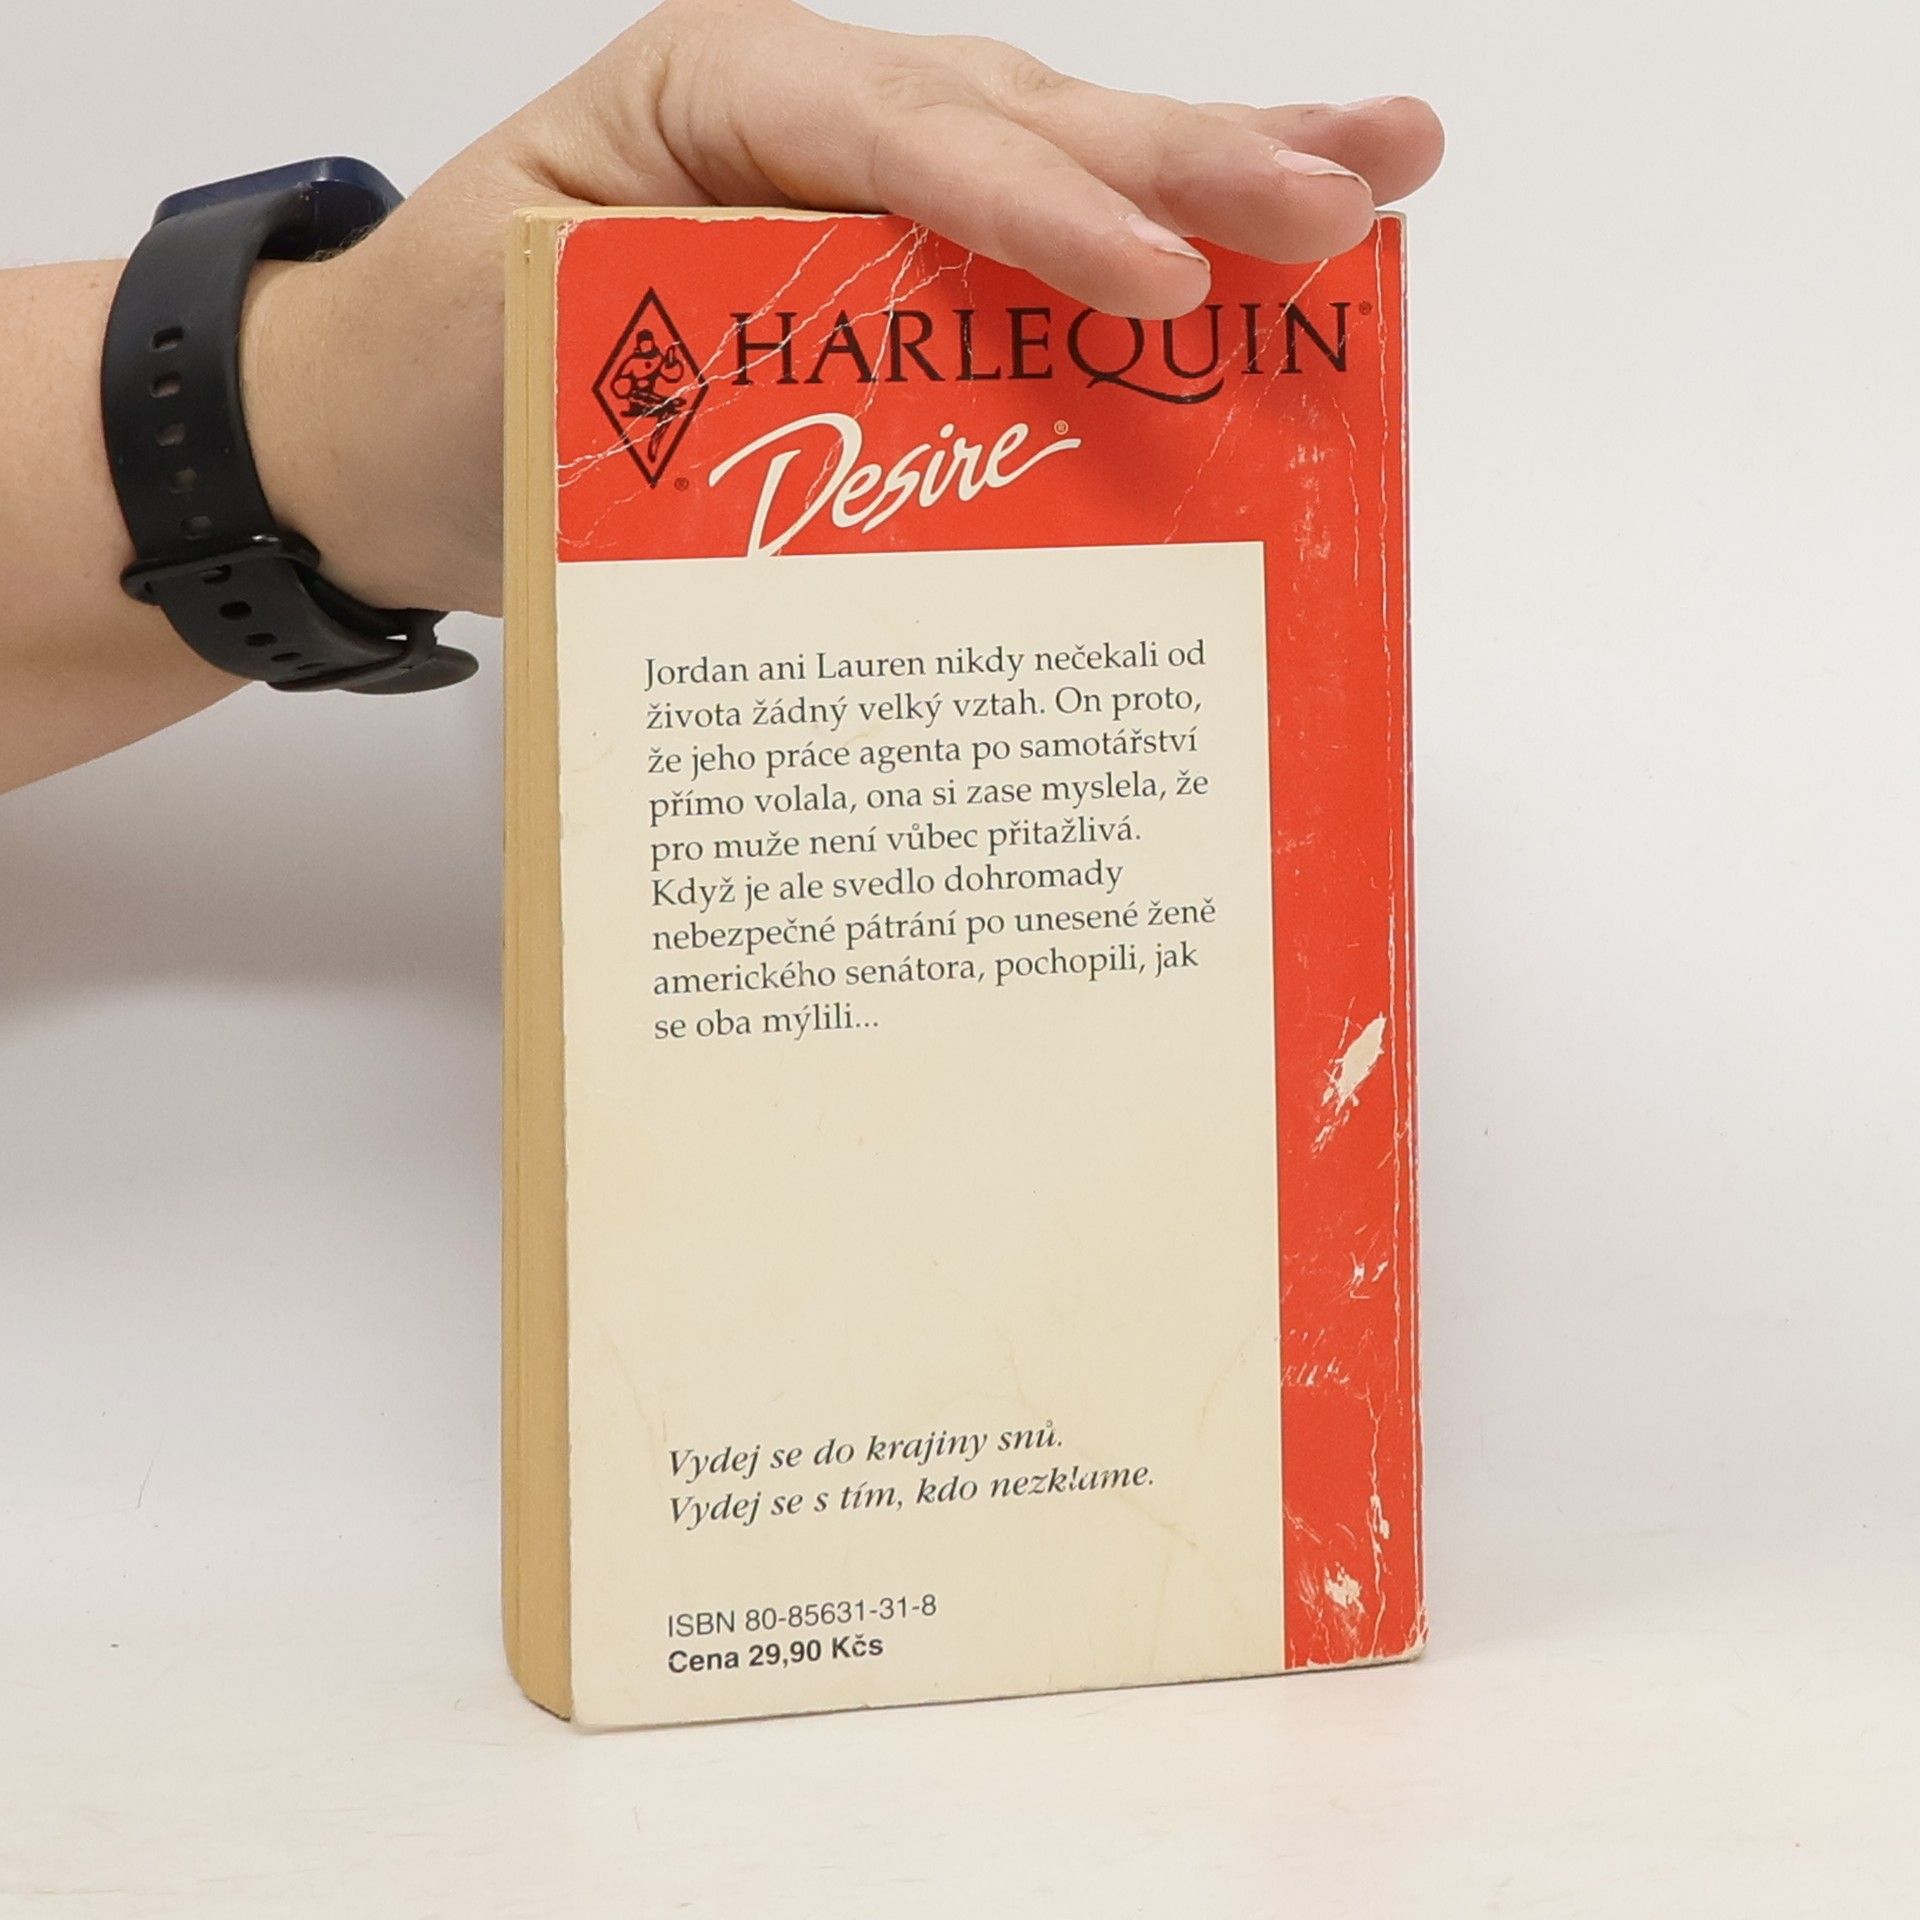 HARLEQUIN®
®
Desire®
Jordan ani Lauren nikdy nečekali od
života žádný velký vztah. On proto,
že jeho práce agenta po samotářství
přímo volala, ona si zase myslela, že
pro muže není vůbec přitažlivá.
Když je ale svedlo dohromady
nebezpečné pátrání po unesené ženě
amerického senátora, pochopili, jak
se oba mýlili...
Vydej se do krajiny snů.
Vydej se s tím, kdo nezklame.
ISBN 80-85631-31-8
Cena 29,90 Kčs